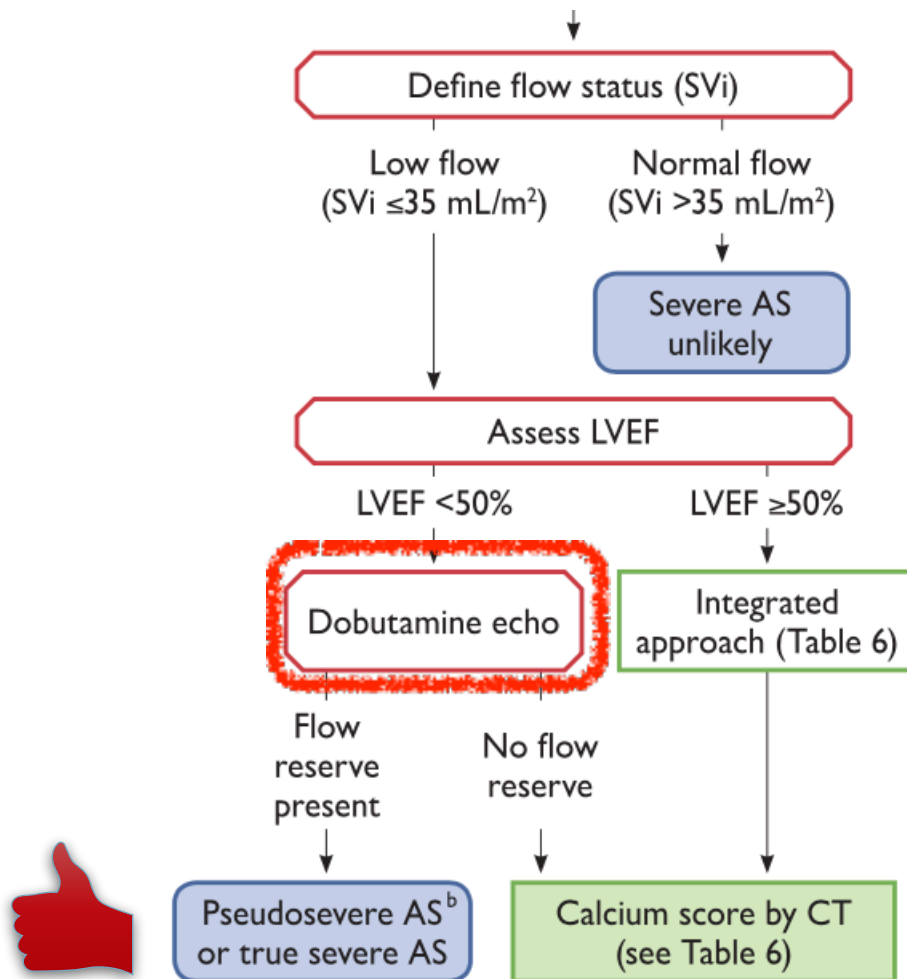 Define flow status (SVi)
Low flow
(SVi ≤35 mL/m²)
Normal flow
(SVi >35 mL/m²)
Severe AS
unlikely
Assess LVEF
LVEF <50%
LVEF ≥50%
Dobutamine echo
Integrated
approach (Table 6)
Flow
reserve
present
No flow
reserve
Pseudosevere ASᵇ
or true severe AS
Calcium score by CT
(see Table 6)